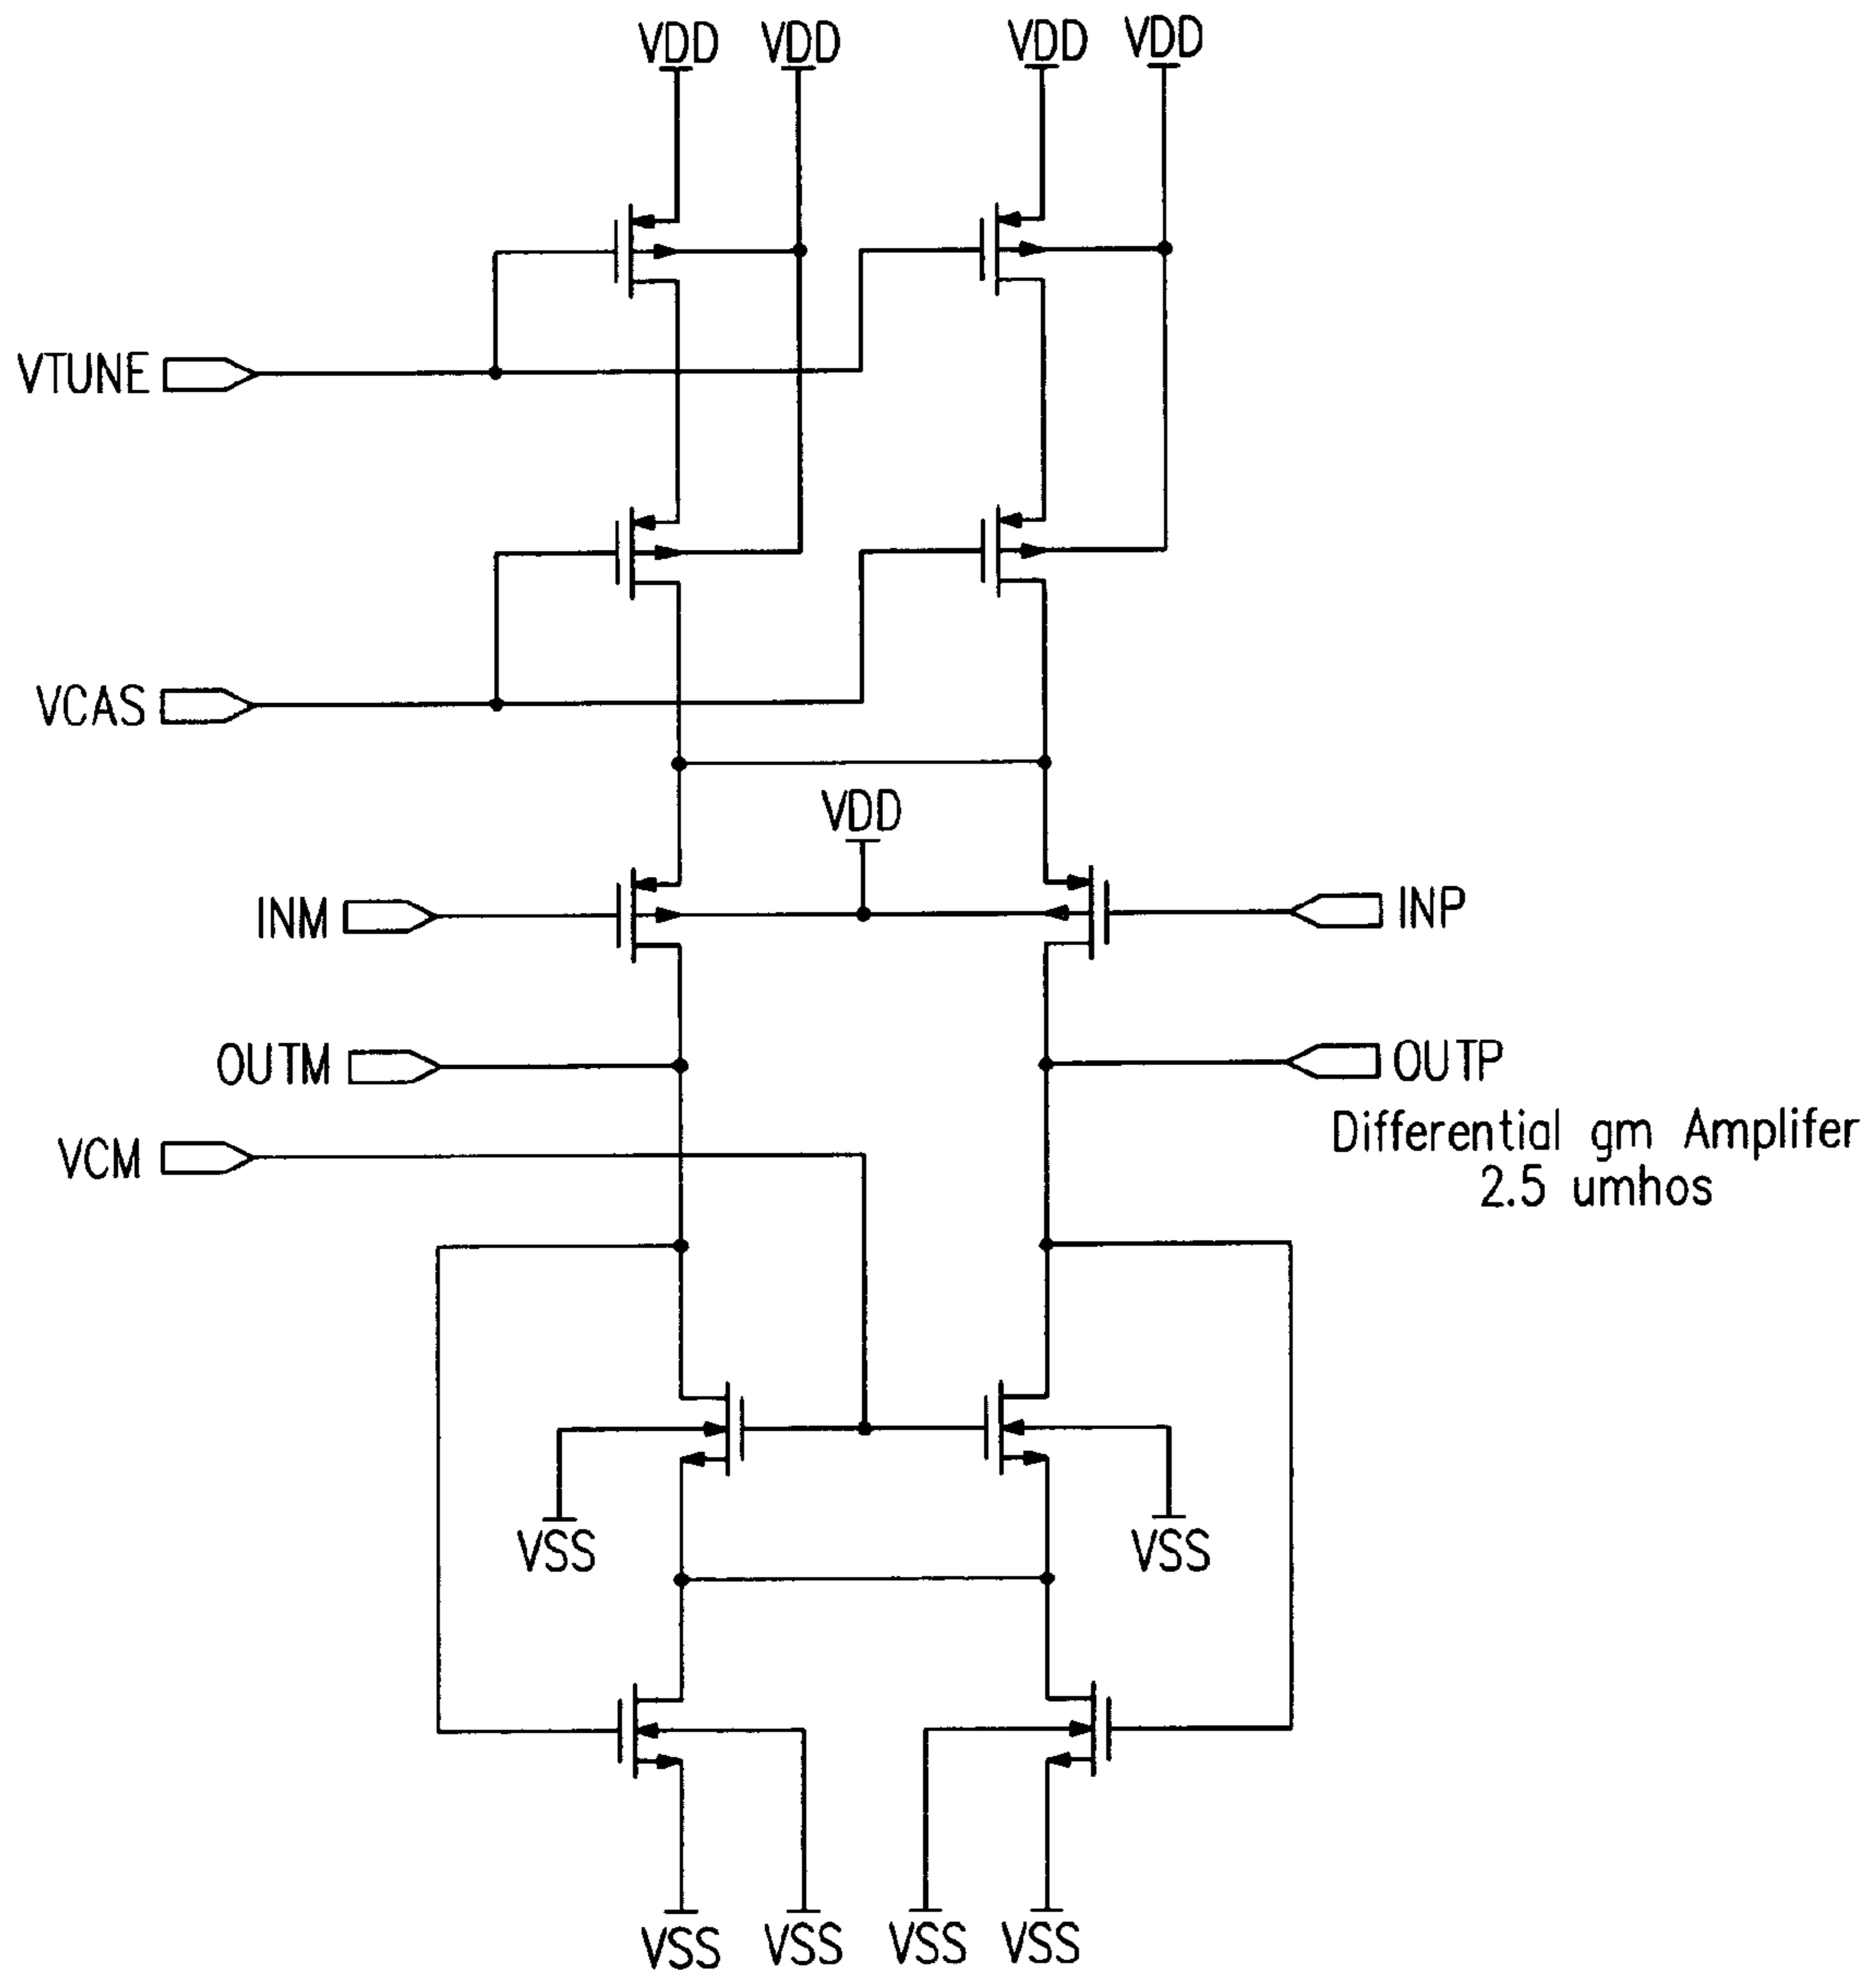 VDD VDD VDD VDD
VTUNE
VCAS
VDD
INM INP
OUTM OUTP
Differential gm Amplifer
2.5 umhos
VCM
VSS VSS
VSS VSS VSS VSS